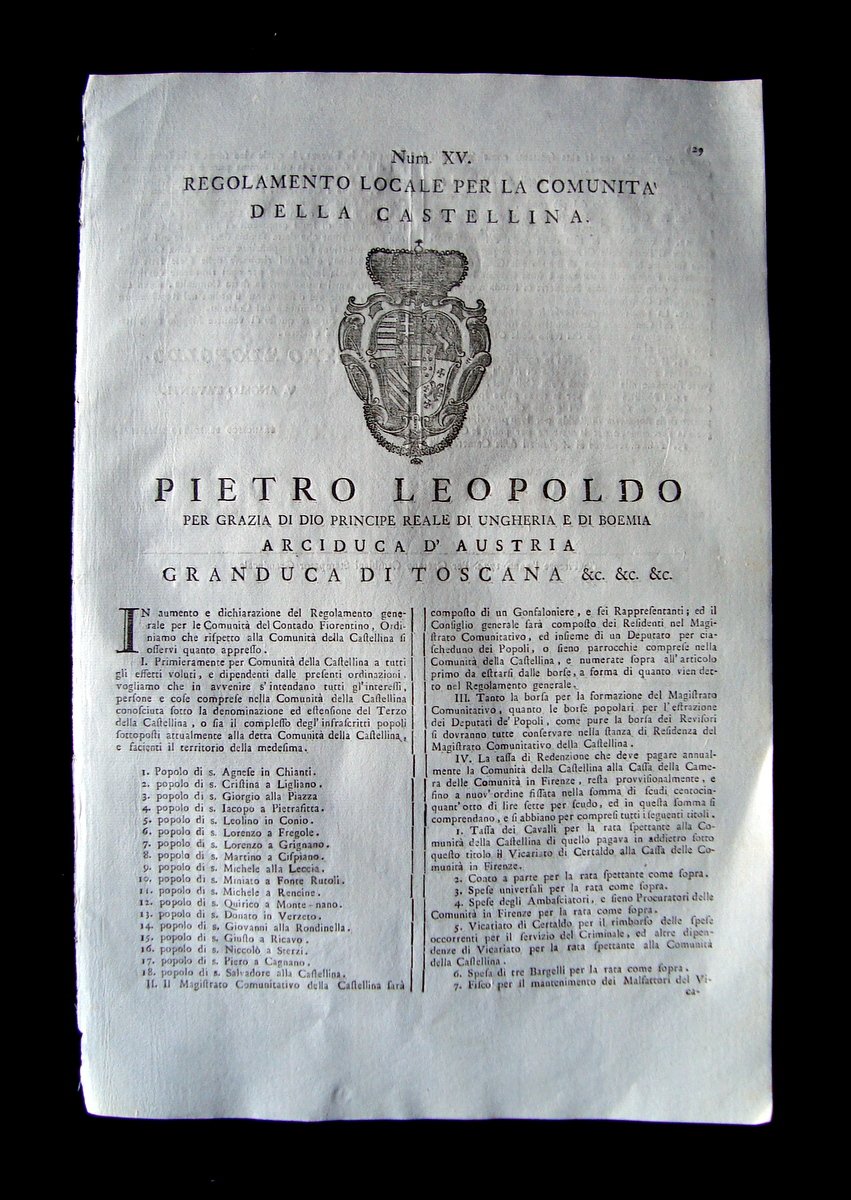 29
Num. XV.
REGOLAMENTO LOCALE PER LA COMUNITA'
DELLA CASTELLINA.
PIETRO LEOPOLDO
PER GRAZIA DI DIO PRINCIPE REALE DI UNGHERIA E DI BOEMIA
ARCIDUCA D' AUSTRIA
GRANDUCA DI TOSCANA &c. &c. &c.
IN aumento e dichiarazione del Regolamento gene-
rale per le Comunità del Contado Fiorentino, Ordi-
niamo che rispetto alla Comunità della Caſtellina ſi
oſſervi quanto appreſſo.
I. Primieramente per Comunità della Caſtellina a tutti
gli effetti voluti, e dipendenti dalle preſenti ordinazioni,
vogliamo che in avvenire s'intendano tutti gl'intereſſi,
perſone e coſe compreſe nella Comunità della Caſtellina
conoſciuta ſotto la denominazione ed eſtenſione del Terzo
della Caſtellina, o ſia il compleſſo degl'infraſcritti popoli
ſottopoſti attualmente alla detta Comunità della Caſtellina,
e facienti il territorio della medeſima.
1. Popolo di s. Agneſe in Chianti.
2. popolo di s. Criſtina a Ligliano.
3. popolo di s. Giorgio alla Piazza
4. popolo di s. Iacopo a Pietrafitta.
5. popolo di s. Leolino in Conio.
6. popolo di s. Lorenzo a Fregole.
7. popolo di s. Lorenzo a Grignano.
8. popolo di s. Martino a Ciſpiano.
9. popolo di s. Michele alla Leccia.
10. popolo di s. Miniato a Fonte Rutoli.
11. popolo di s. Michele a Rencine.
12. popolo di s. Quirico a Monte-nano.
13. popolo di s. Donato in Verzeto.
14. popolo di s. Giovanni alla Rondinella.
15. popolo di s. Giuſto a Ricavo.
16. popolo di s. Niccolò a Sterzi.
17. popolo di s. Piero a Cagnano.
18. popolo di s. Salvadore alla Caſtellina.
II. Il Magiſtrato Comunitativo della Caſtellina ſarà
compoſto di un Gonfaloniere, e ſei Rappreſentanti; ed il
Conſiglio generale ſarà compoſto dei Reſidenti nel Magi-
ſtrato Comunitativo, ed inſieme di un Deputato per cia-
ſcheduno dei Popoli, o ſieno parrocchie compreſe nella
Comunità della Caſtellina, e numerate ſopra all'articolo
primo da eſtrarſi dalle borſe, a forma di quanto vien det-
to nel Regolamento generale.
III. Tanto la borſa per la formazione del Magiſtrato
Comunitativo, quanto le borſe popolari per l'eſtrazione
dei Deputati de' Popoli, come pure la borſa dei Reviſori
ſi dovranno tutte conſervare nella ſtanza di Reſidenza del
Magiſtrato Comunitativo della Caſtellina.
IV. La taſſa di Redenzione che deve pagare annual-
mente la Comunità della Caſtellina alla Caſſa della Came-
ra delle Comunità in Firenze, reſta provviſionalmente, e
fino a nuov'ordine fiſſata nella ſomma di ſcudi centocin-
quant'otto di lire ſette per ſcudo, ed in queſta ſomma ſi
comprendano, e ſi abbiano per compreſi tutti i ſeguenti titoli.
1. Taſſa dei Cavalli per la rata ſpettante alla Co-
munità della Caſtellina di quello pagava in addietro ſotto
queſto titolo il Vicariato di Certaldo alla Caſſa delle Co-
munità in Firenze.
2. Coato a parte per la rata ſpettante come ſopra.
3. Speſe univerſali per la rata come ſopra.
4. Speſe degli Ambaſciatori, e ſieno Procuratori delle
Comunità in Firenze per la rata come ſopra.
5. Vicariato di Certaldo per il rimborſo delle ſpeſe
occorrenti per il ſervizio del Criminale, ed altre dipen-
denze di Vicariato per la rata ſpettante alla Comunità
della Caſtellina.
6. Speſa di tre Bargelli per la rata come ſopra.
7. Fiſco per il mantenimento dei Malfattori del Vi-
ca-